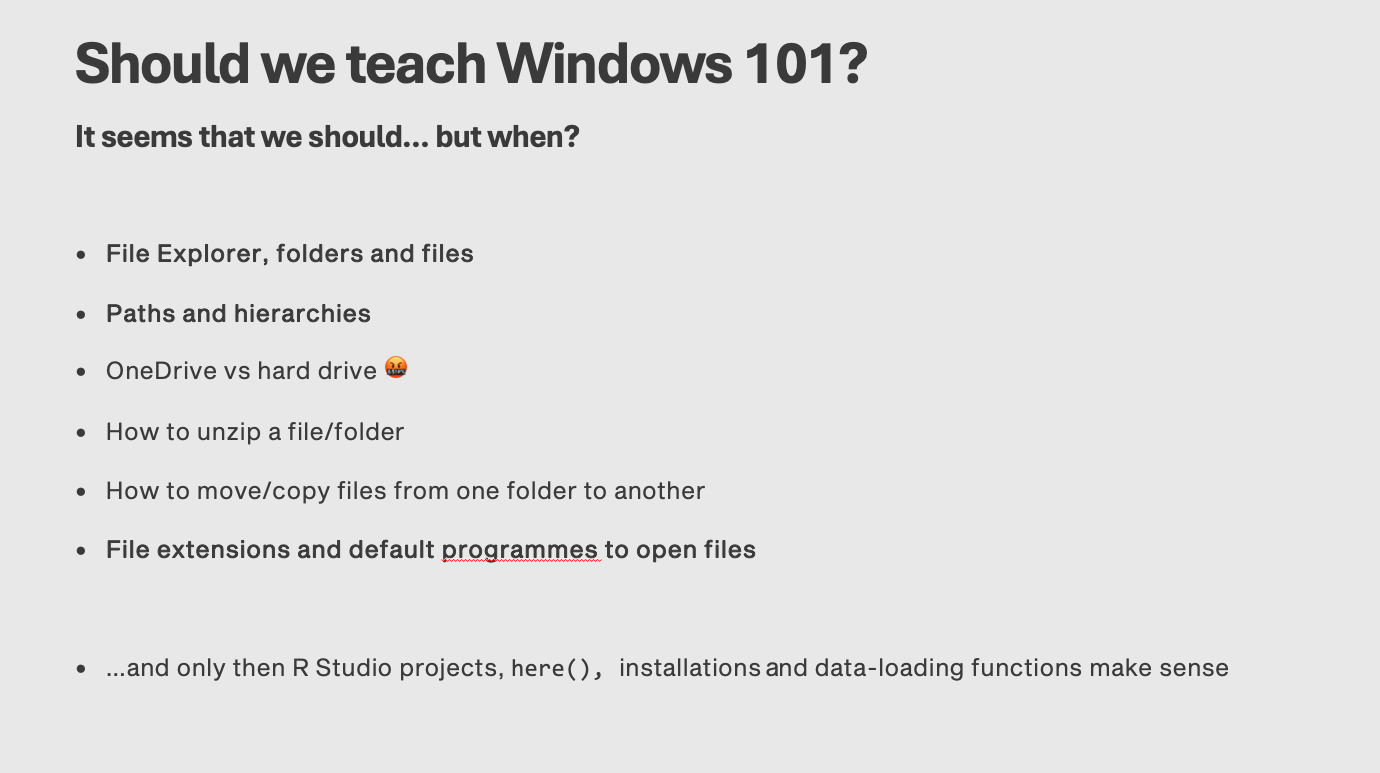 Should we teach Windows 101?
It seems that we should... but when?
• File Explorer, folders and files
• Paths and hierarchies
• OneDrive vs hard drive 🤬
• How to unzip a file/folder
• How to move/copy files from one folder to another
• File extensions and default programmes to open files
• ...and only then R Studio projects, here(), installations and data-loading functions make sense